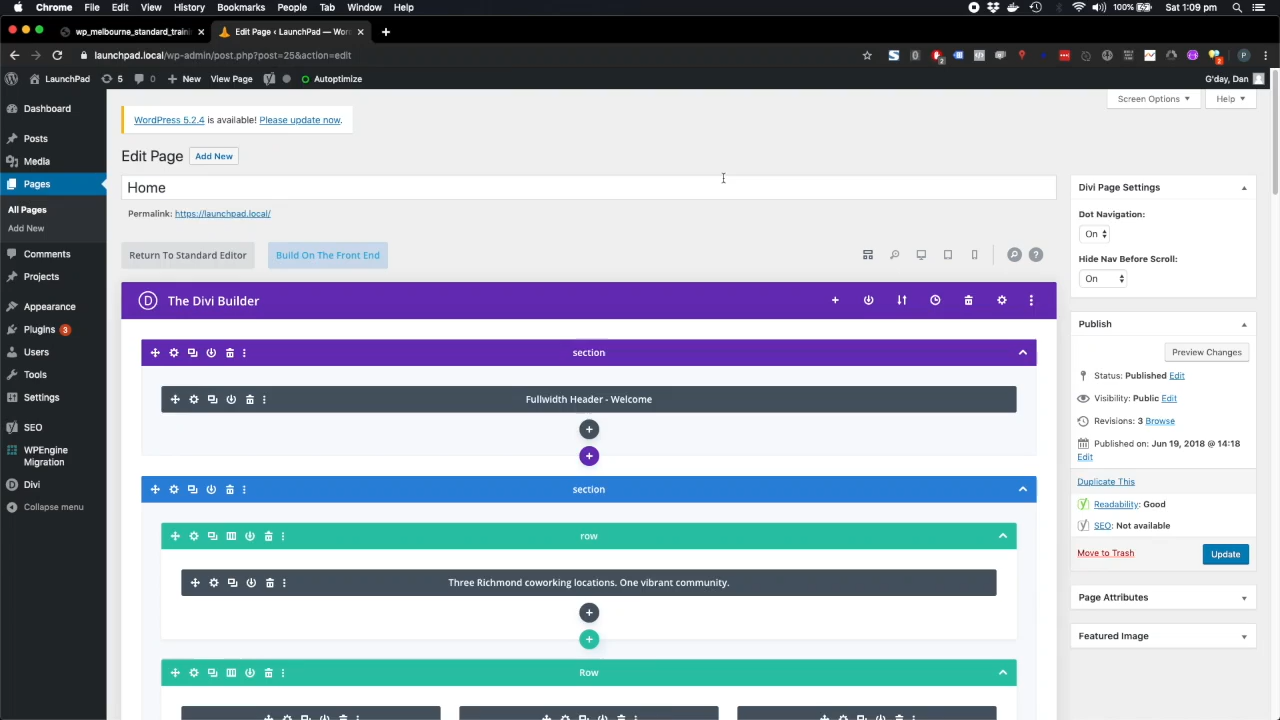 Chrome File Edit View History Bookmarks People Tab Window Help 100% Sat 1:09 pm
wp_melbourne_standard_traini Edit Page ‹ LaunchPad — Wor
launchpad.local/wp-admin/post.php?post=25&action=edit
LaunchPad 5 0 New View Page Autoptimize G'day, Dan
Screen Options Help
WordPress 5.2.4 is available! Please update now.
Edit Page Add New
Home
Permalink: https://launchpad.local/
Return To Standard Editor Build On The Front End
The Divi Builder
section
Fullwidth Header - Welcome
section
row
Three Richmond coworking locations. One vibrant community.
Row
Dashboard
Posts
Media
Pages
All Pages
Add New
Comments
Projects
Appearance
Plugins 3
Users
Tools
Settings
SEO
WPEngine
Migration
Divi
Collapse menu
Divi Page Settings
Dot Navigation:
On
Hide Nav Before Scroll:
On
Publish
Preview Changes
Status: Published Edit
Visibility: Public Edit
Revisions: 3 Browse
Published on: Jun 19, 2018 @ 14:18
Edit
Duplicate This
Readability: Good
SEO: Not available
Move to Trash Update
Page Attributes
Featured Image